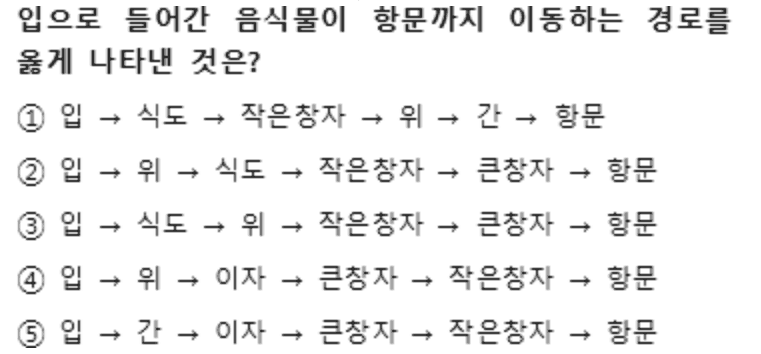 입으로 들어간 음식물이 항문까지 이동하는 경로를
옳게 나타낸 것은?
① 입 → 식도 → 작은창자 → 위 → 간 → 항문
② 입 → 위 → 식도 → 작은창자 → 큰창자 → 항문
③ 입 → 식도 → 위 → 작은창자 → 큰창자 → 항문
④ 입 → 위 → 이자 → 큰창자 → 작은창자 → 항문
⑤ 입 → 간 → 이자 → 큰창자 → 작은창자 → 항문